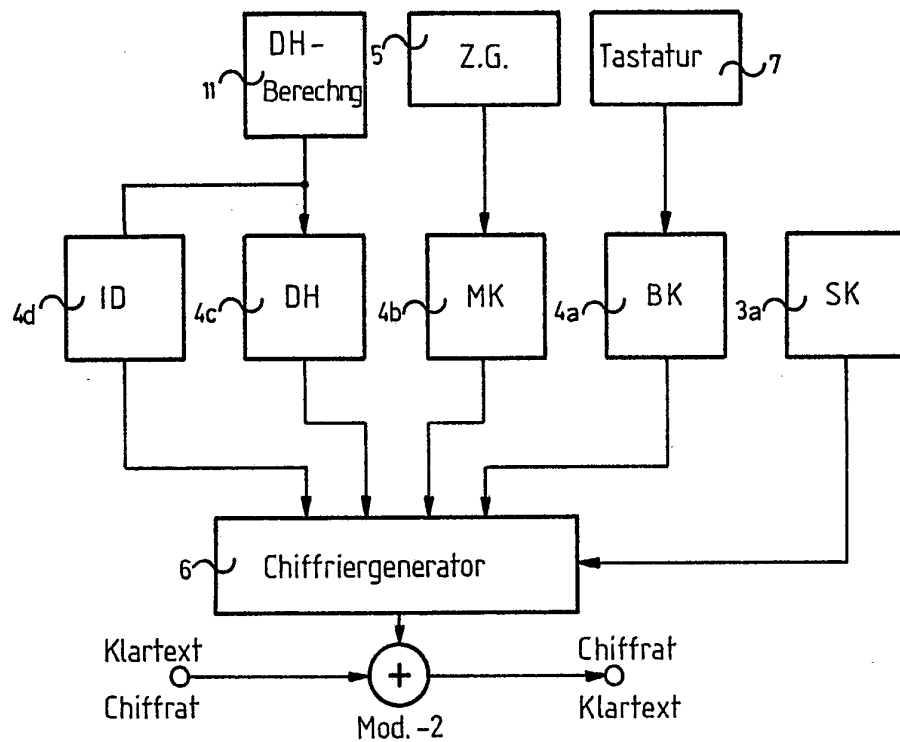 DH-
Berechng
11
5
Z.G.
Tastatur
7
4d
ID
4c
DH
4b
MK
4a
BK
3a
SK
6
Chiffriergenerator
Klartext
Chiffrat
+
Mod.-2
Chiffrat
Klartext